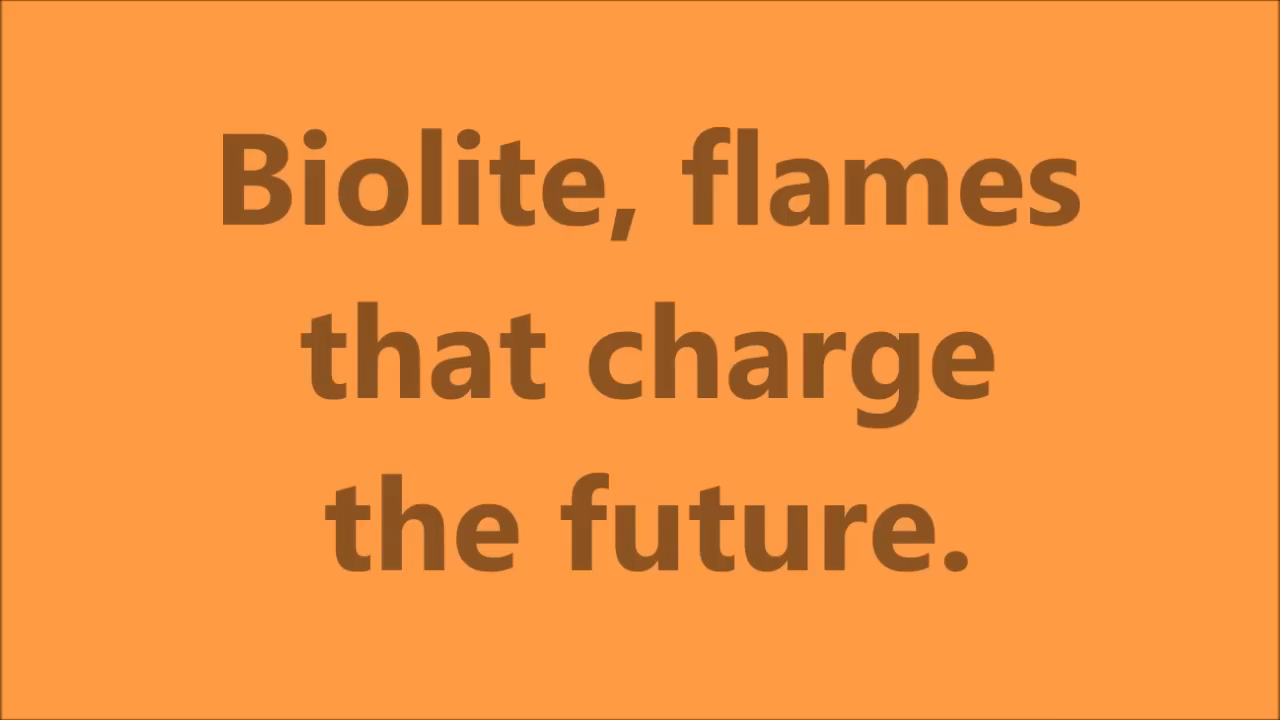 Biolite, flames
that charge
the future.